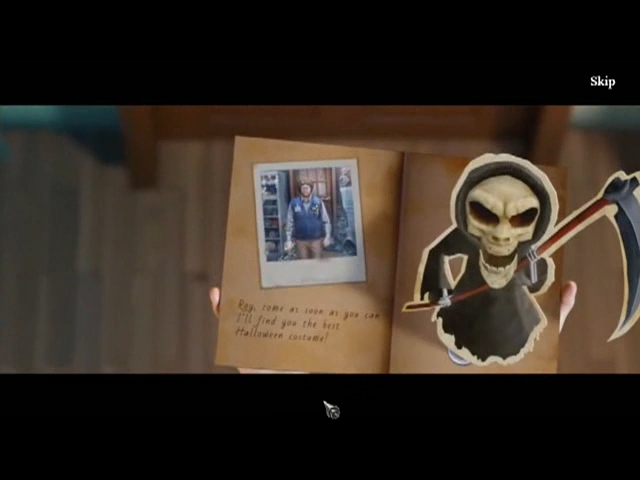 Skip
Roy, come as soon as you can
I'll find you the best
Halloween costume!